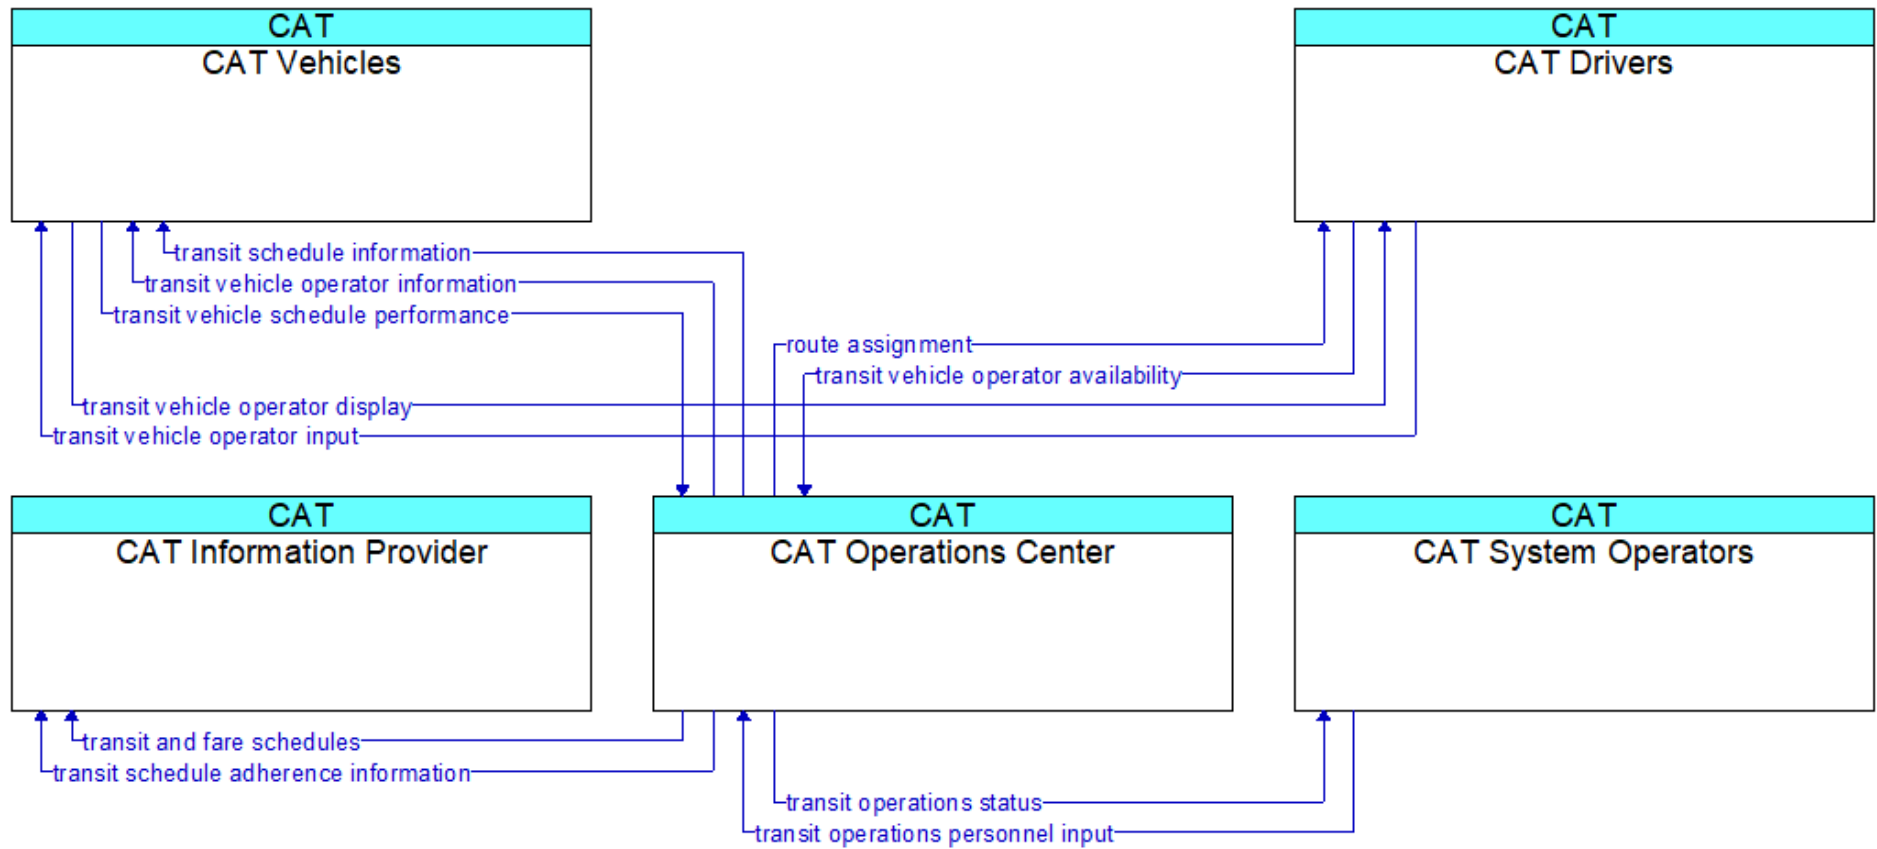 CAT
CAT Vehicles
CAT
CAT Drivers
transit schedule information
transit vehicle operator information
transit vehicle schedule performance
route assignment
transit vehicle operator availability
transit vehicle operator display
transit vehicle operator input
CAT
CAT Information Provider
CAT
CAT Operations Center
CAT
CAT System Operators
transit and fare schedules
transit schedule adherence information
transit operations status
transit operations personnel input